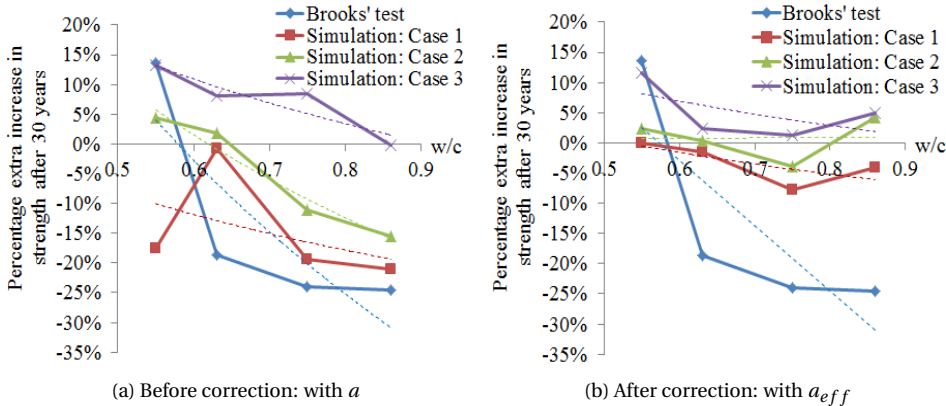 Percentage extra increase in
strength after 30 years
20%
15%
10%
5%
0%
-5%
-10%
-15%
-20%
-25%
-30%
-35%
0.5
0.6
0.7
0.8
0.9
w/c
Brooks' test
Simulation: Case 1
Simulation: Case 2
Simulation: Case 3
(a) Before correction: with a
Percentage extra increase in
strength after 30 years
20%
15%
10%
5%
0%
-5%
-10%
-15%
-20%
-25%
-30%
-35%
0.5
0.6
0.7
0.8
0.9
w/c
Brooks' test
Simulation: Case 1
Simulation: Case 2
Simulation: Case 3
(b) After correction: with aeff